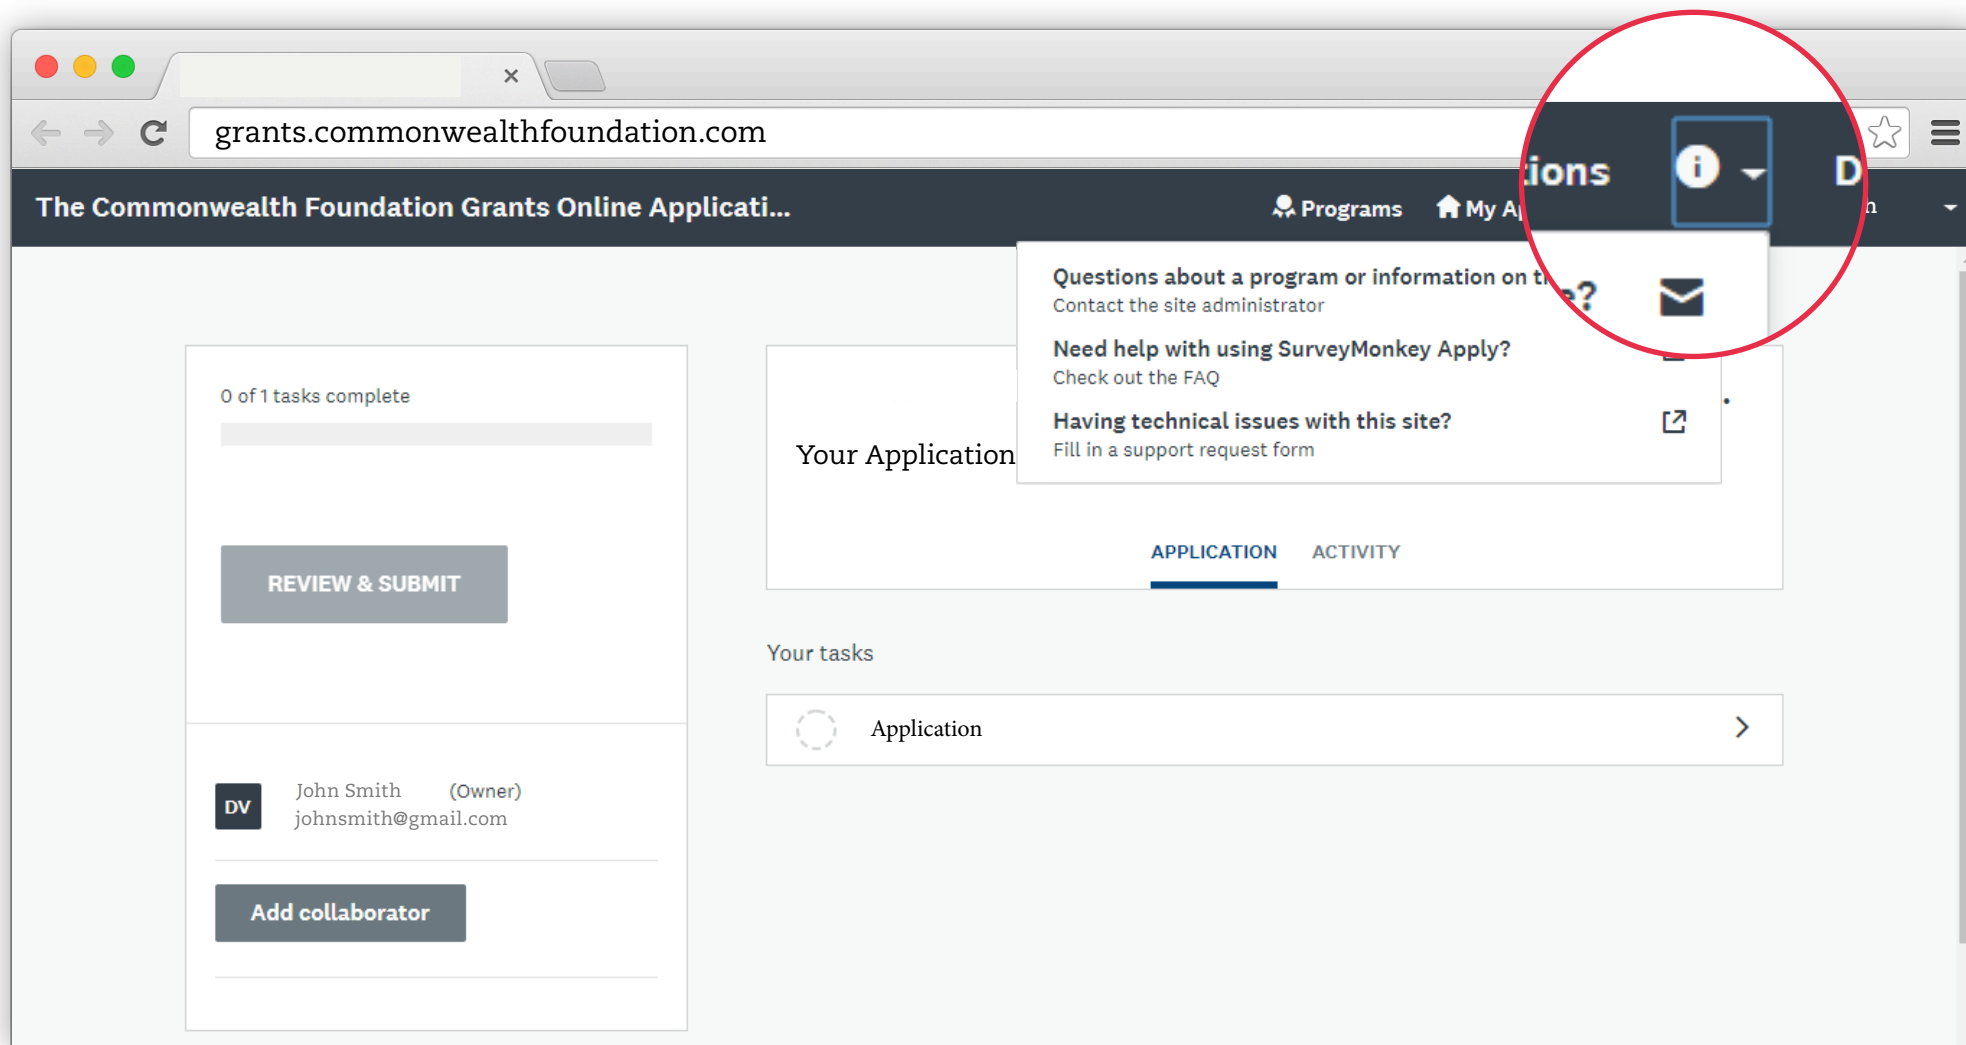 grants.commonwealthfoundation.com
The Commonwealth Foundation Grants Online Applicati...
Programs
My Ap
tions
i
D
n
Questions about a program or information on t
e?
Contact the site administrator
Need help with using SurveyMonkey Apply?
Check out the FAQ
Having technical issues with this site?
Fill in a support request form
0 of 1 tasks complete
REVIEW & SUBMIT
Your Application
APPLICATION ACTIVITY
Your tasks
Application
DV
John Smith (Owner)
johnsmith@gmail.com
Add collaborator